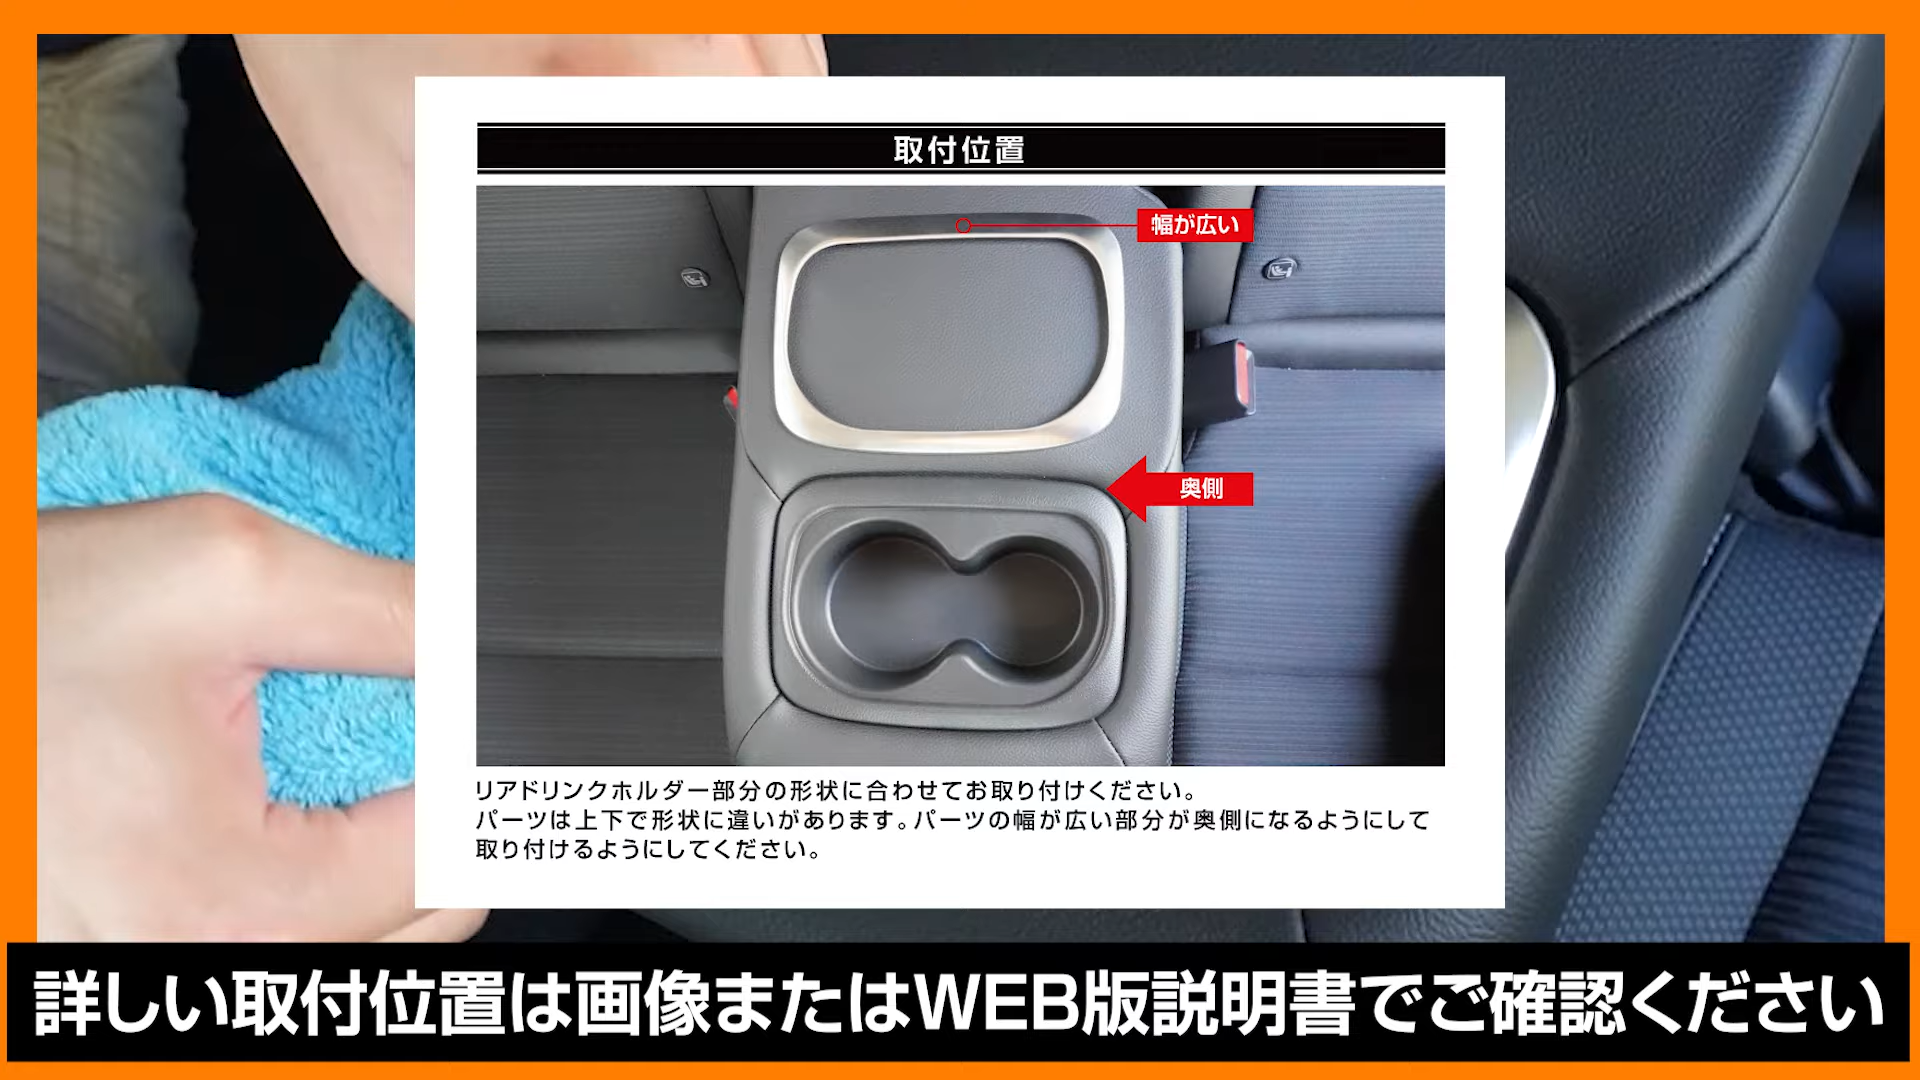 取付位置
幅が広い
奥側
リアドリンクホルダー部分の形状に合わせてお取り付けください。
パーツは上下で形状に違いがあります。パーツの幅が広い部分が奥側になるようにして
取り付けるようにしてください。
詳しい取付位置は画像またはWEB版説明書でご確認ください